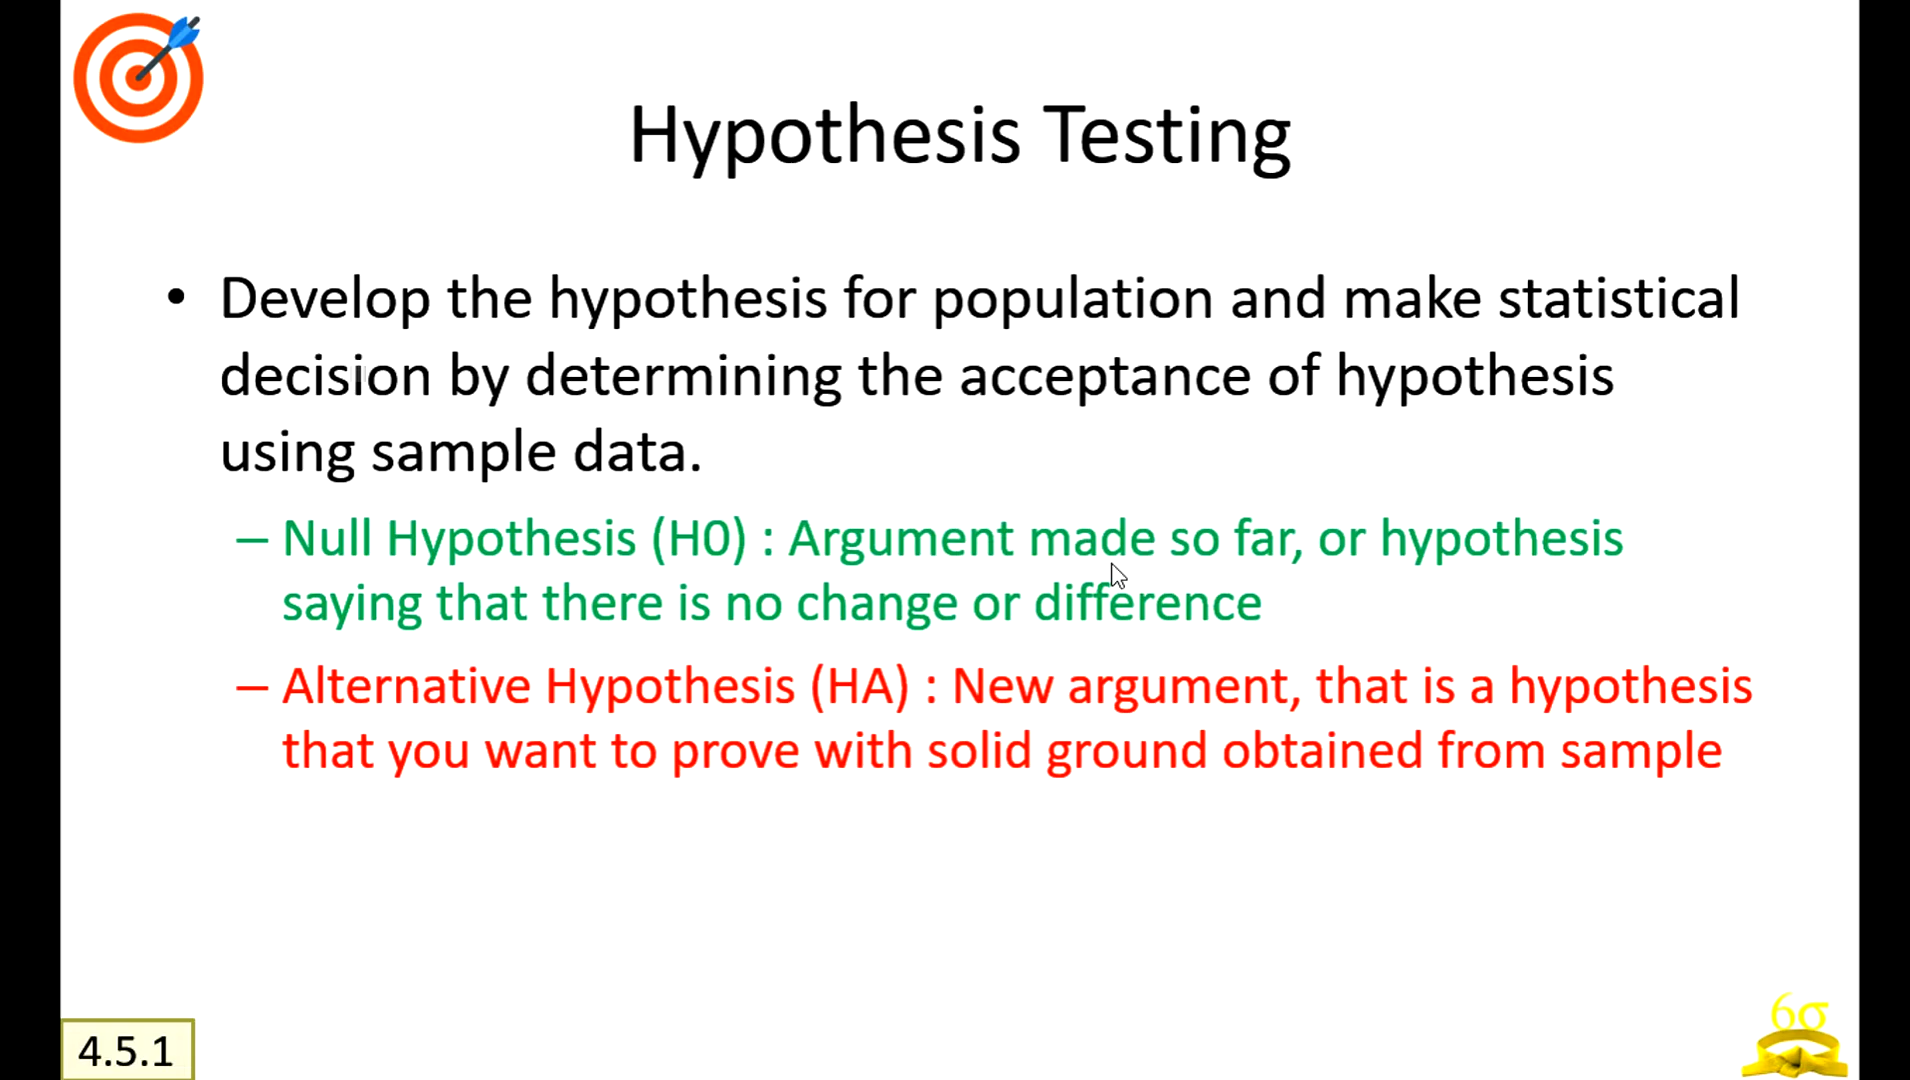 Hypothesis Testing
• Develop the hypothesis for population and make statistical
decision by determining the acceptance of hypothesis
using sample data.
– Null Hypothesis (H0) : Argument made so far, or hypothesis
saying that there is no change or difference
– Alternative Hypothesis (HA) : New argument, that is a hypothesis
that you want to prove with solid ground obtained from sample
4.5.1
6σ